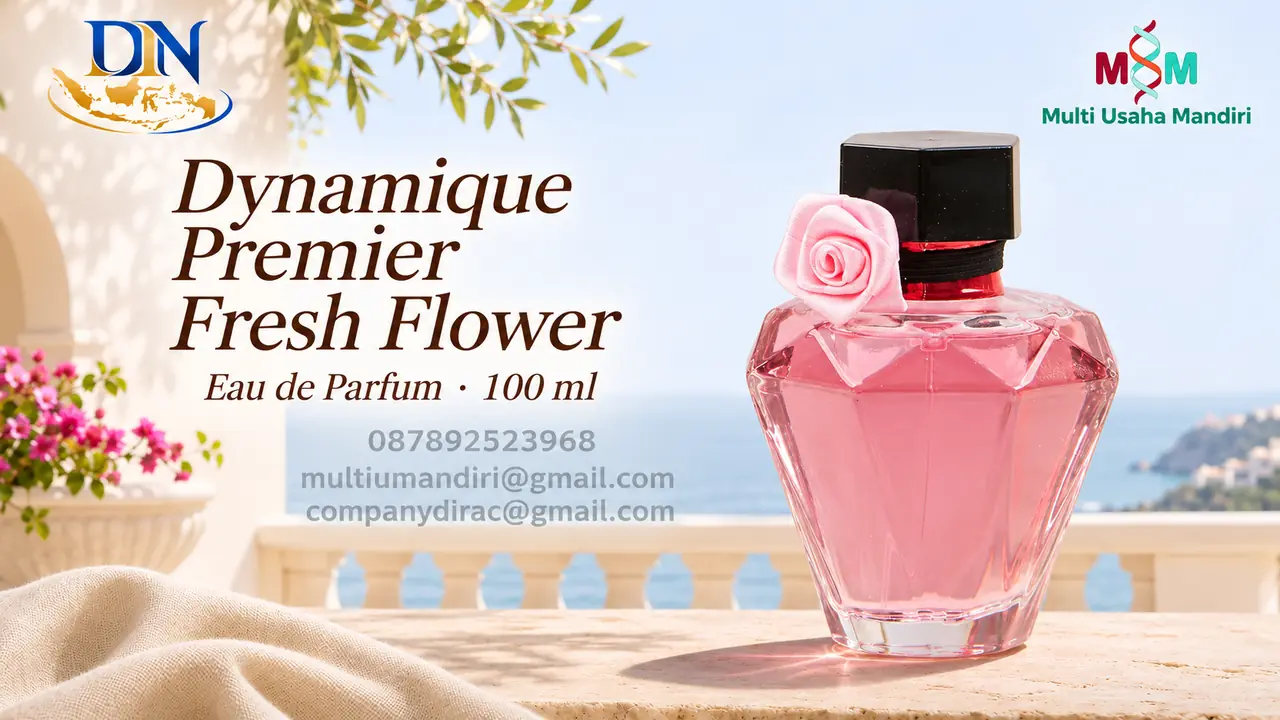 DN
M M
Multi Usaha Mandiri
Dynamique
Premier
Fresh Flower
Eau de Parfum · 100 ml
087892523968
multiumandiri@gmail.com
companydirac@gmail.com